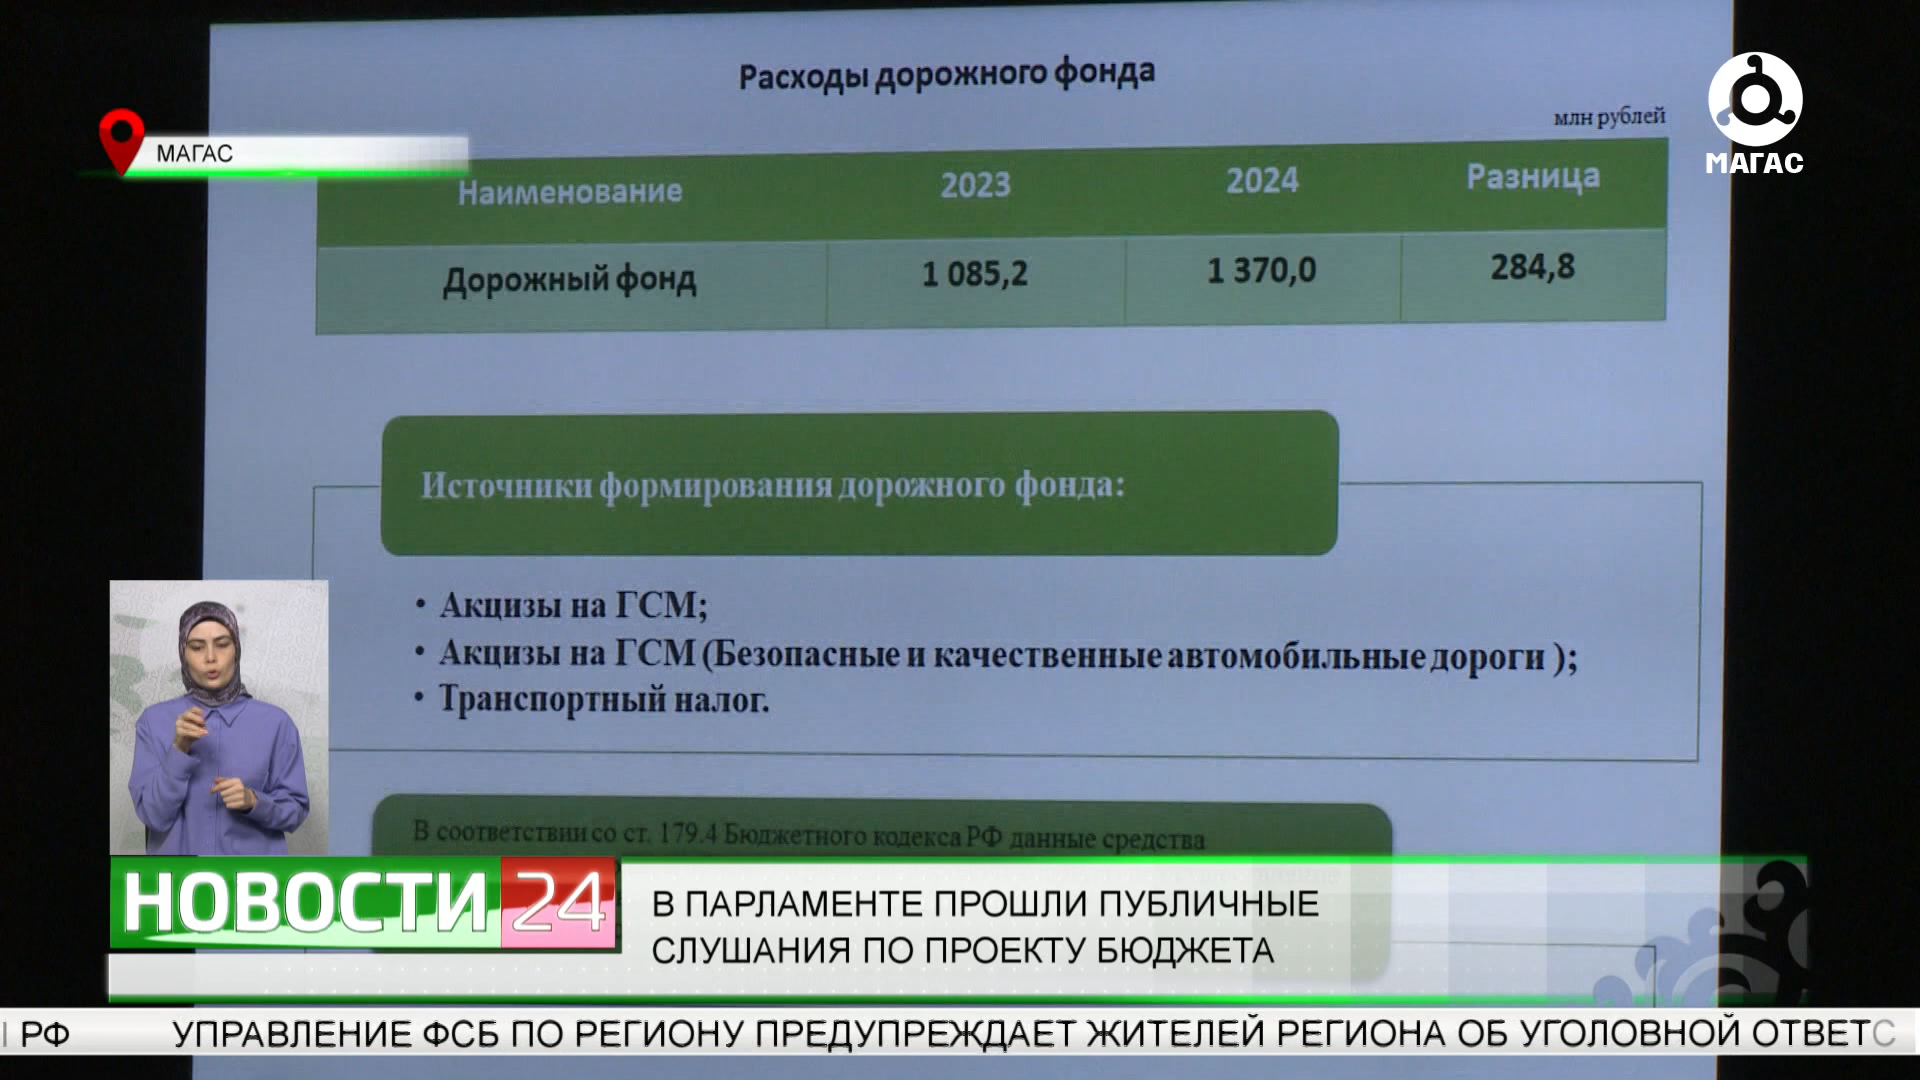 Расходы дорожного фонда
млн рублей
МАГАС
МАГАС
Наименование 2023 2024 Разница
Дорожный фонд 1 085,2 1 370,0 284,8
Источники формирования дорожного фонда:
• Акцизы на ГСМ;
• Акцизы на ГСМ (Безопасные и качественные автомобильные дороги );
• Транспортный налог.
В соответствии со ст. 179.4 Бюджетного кодекса РФ данные средства
НОВОСТИ 24
В ПАРЛАМЕНТЕ ПРОШЛИ ПУБЛИЧНЫЕ
СЛУШАНИЯ ПО ПРОЕКТУ БЮДЖЕТА
РФ УПРАВЛЕНИЕ ФСБ ПО РЕГИОНУ ПРЕДУПРЕЖДАЕТ ЖИТЕЛЕЙ РЕГИОНА ОБ УГОЛОВНОЙ ОТВЕТС